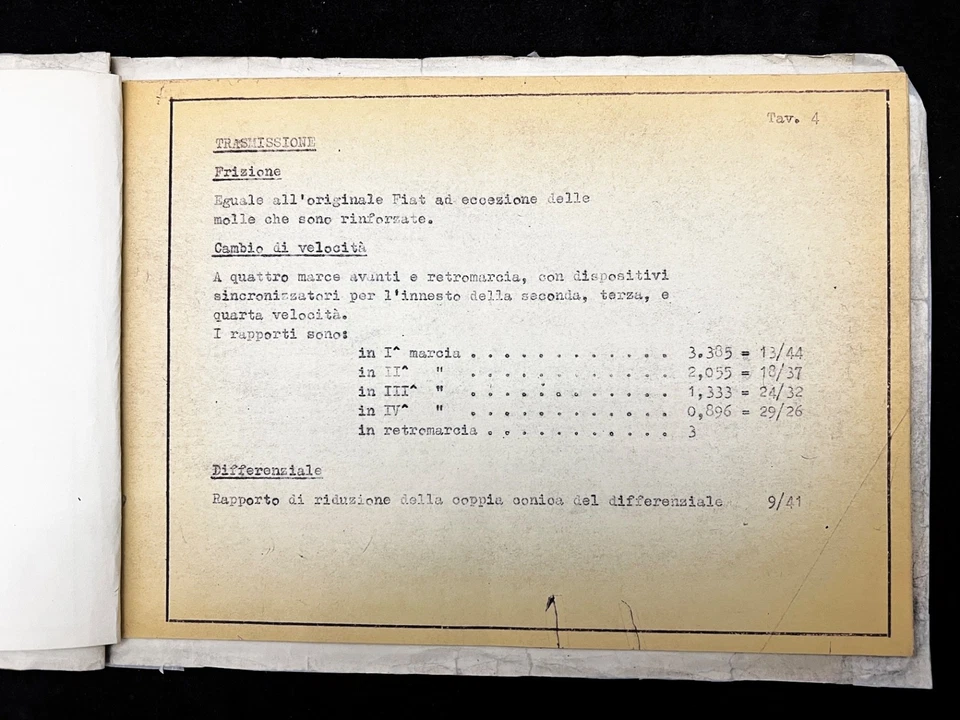 Tav. 4
TRASMISSIONE
Frizione
Eguale all'originale Fiat ad eccezione delle
molle che sono rinforzate.
Cambio di velocità
A quattro marce avanti e retromarcia, con dispositivi
sincronizzatori per l'innesto della seconda, terza, e
quarta velocità.
I rapporti sono:
in I^ marcia . . . . . . . . . . . . 3.385 = 13/44
in II^ " . . . . . . . . . . . . 2,055 = 18/37
in III^ " . . . . . . . . . . . . 1,333 = 24/32
in IV^ " . . . . . . . . . . . . 0,896 = 29/26
in retromarcia . . . . . . . . . . . 3
Differenziale
Rapporto di riduzione della coppia conica del differenziale 9/41